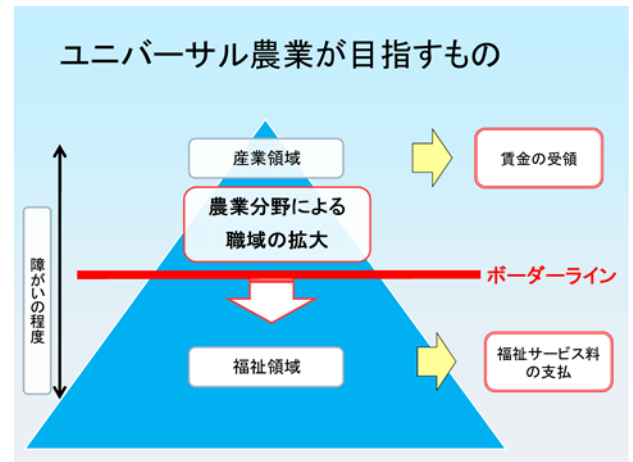 ユニバーサル農業が目指すもの
産業領域
賃金の受領
農業分野による
職域の拡大
ボーダーライン
障がいの程度
福祉領域
福祉サービス料
の支払